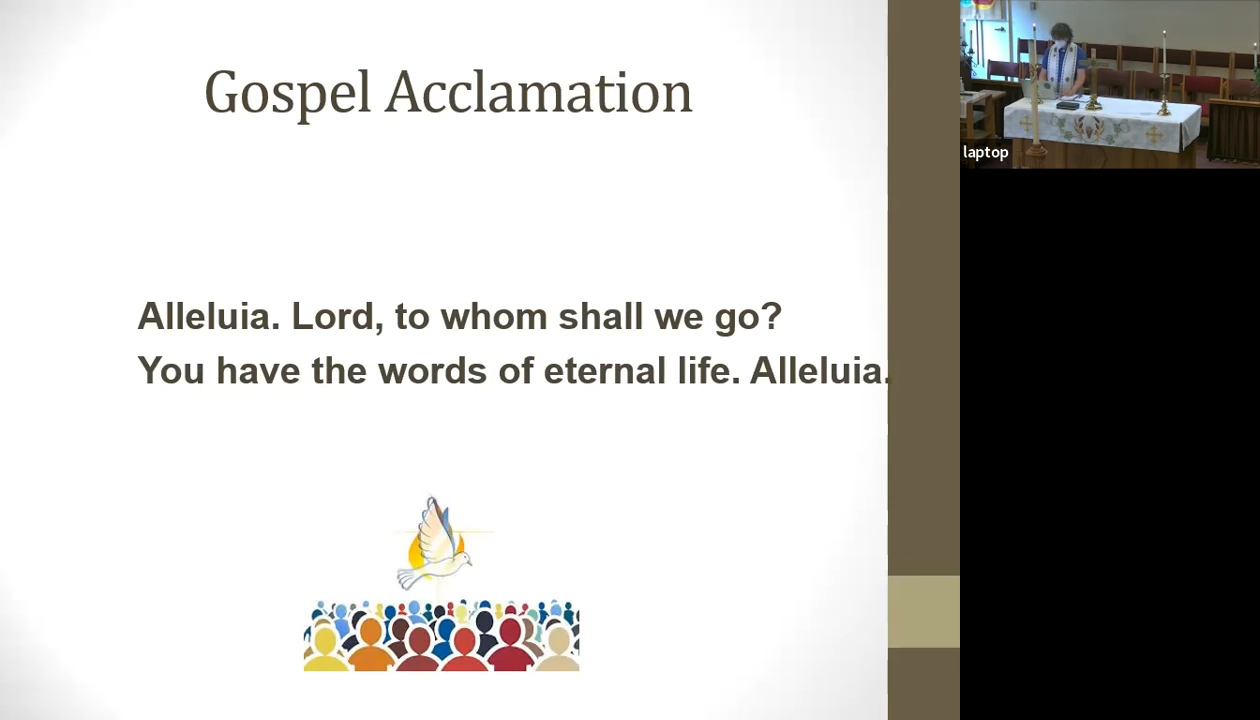 Gospel Acclamation
Alleluia. Lord, to whom shall we go?
You have the words of eternal life. Alleluia.
laptop